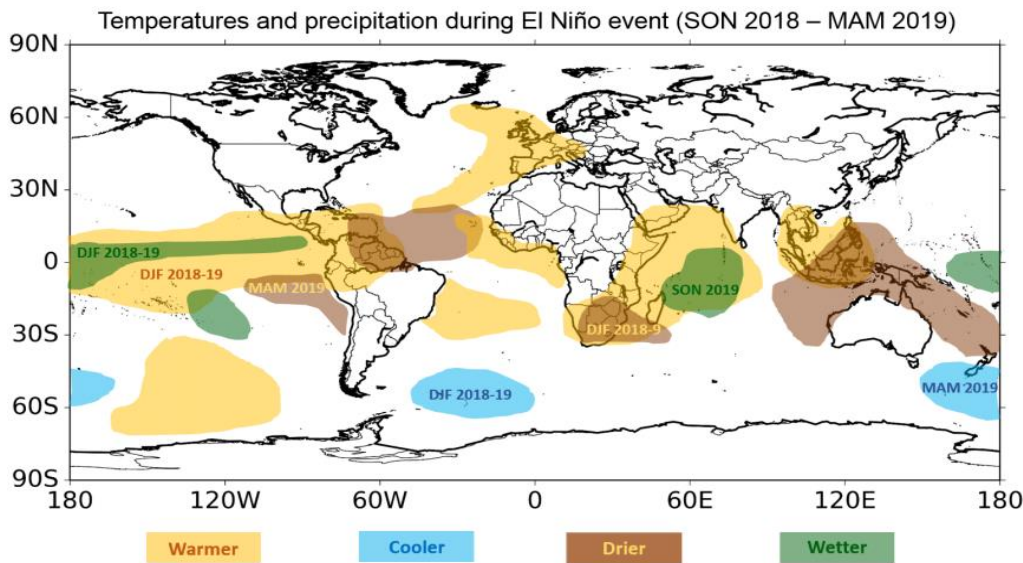 Temperatures and precipitation during El Niño event (SON 2018 – MAM 2019)
90N
60N
30N
0
30S
60S
90S
DJF 2018-19
DJF 2018-19
MAM 2019
SON 2019
DJF 2018-9
DJF 2018-19
MAM 2019
180 120W 60W 0 60E 120E 180
Warmer Cooler Drier Wetter